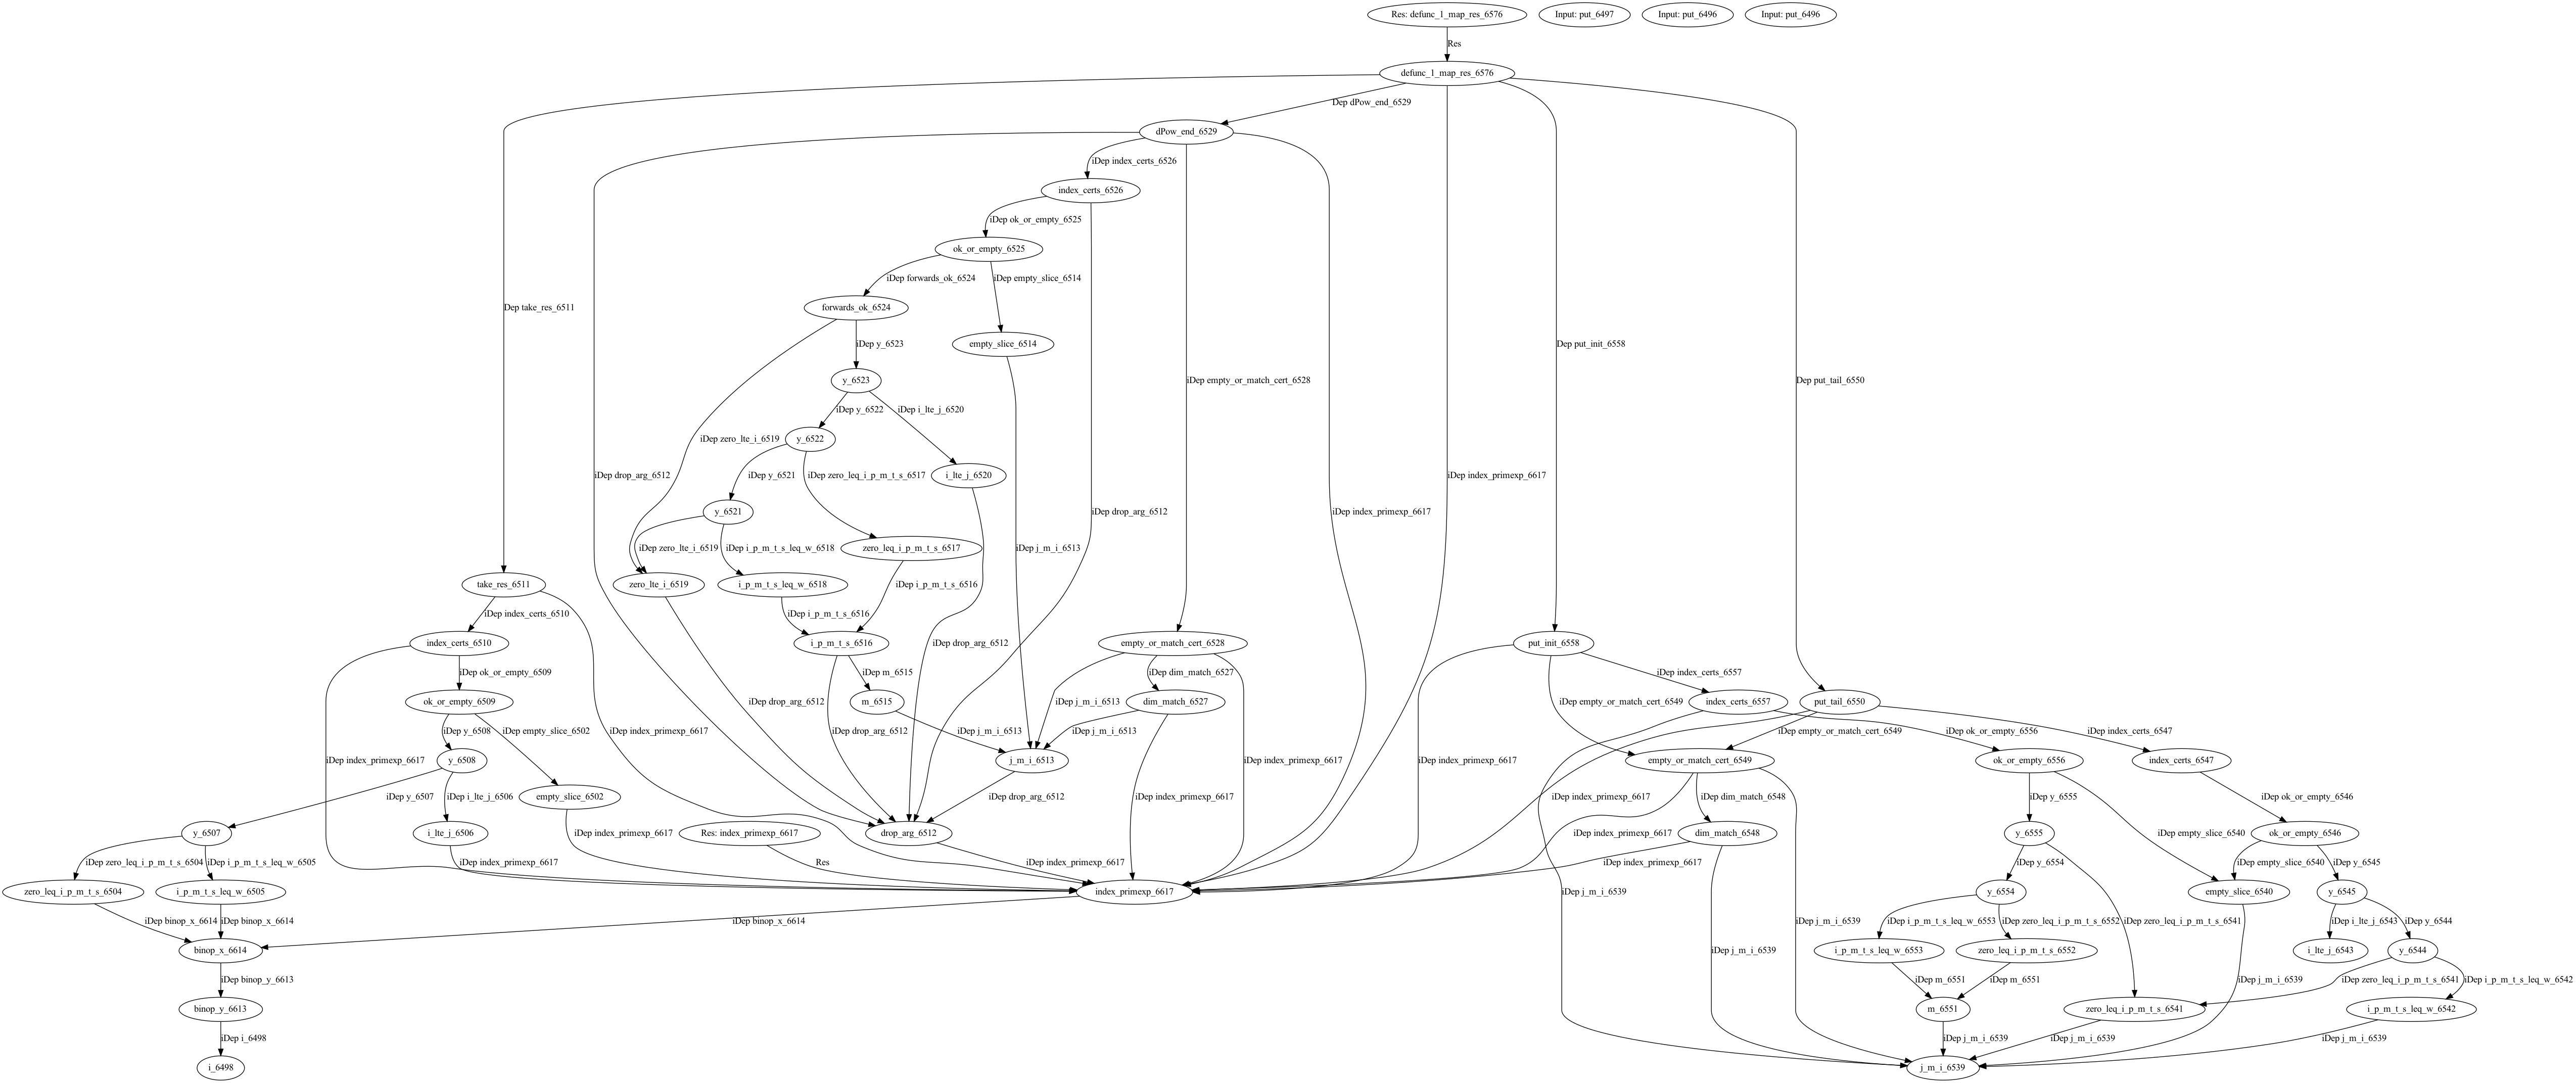 Res: defunc_1_map_res_6576
Input: put_6497
Input: put_6496
Input: put_6496
Res
defunc_1_map_res_6576
Dep dPow_end_6529
dPow_end_6529
iDep index_certs_6526
index_certs_6526
iDep ok_or_empty_6525
ok_or_empty_6525
iDep forwards_ok_6524
iDep empty_slice_6514
Dep take_res_6511
forwards_ok_6524
empty_slice_6514
Dep put_init_6558
iDep y_6523
y_6523
iDep empty_or_match_cert_6528
Dep put_tail_6550
iDep y_6522
iDep i_lte_j_6520
y_6522
iDep zero_lte_i_6519
iDep drop_arg_6512
iDep y_6521
iDep zero_leq_i_p_m_t_s_6517
i_lte_j_6520
iDep index_primexp_6617
y_6521
iDep drop_arg_6512
iDep index_primexp_6617
iDep zero_lte_i_6519
iDep i_p_m_t_s_leq_w_6518
zero_leq_i_p_m_t_s_6517
iDep j_m_i_6513
take_res_6511
zero_lte_i_6519
i_p_m_t_s_leq_w_6518
iDep i_p_m_t_s_6516
iDep index_certs_6510
iDep i_p_m_t_s_6516
index_certs_6510
i_p_m_t_s_6516
iDep drop_arg_6512
empty_or_match_cert_6528
put_init_6558
iDep ok_or_empty_6509
iDep m_6515
iDep dim_match_6527
iDep index_certs_6557
ok_or_empty_6509
iDep drop_arg_6512
m_6515
iDep j_m_i_6513
dim_match_6527
iDep empty_or_match_cert_6549
index_certs_6557
put_tail_6550
iDep y_6508
iDep empty_slice_6502
iDep index_primexp_6617
iDep drop_arg_6512
iDep j_m_i_6513
iDep j_m_i_6513
iDep empty_or_match_cert_6549
iDep ok_or_empty_6556
iDep index_certs_6547
iDep index_primexp_6617
y_6508
j_m_i_6513
iDep index_primexp_6617
iDep index_primexp_6617
empty_or_match_cert_6549
ok_or_empty_6556
index_certs_6547
iDep y_6507
iDep i_lte_j_6506
empty_slice_6502
iDep drop_arg_6512
iDep index_primexp_6617
iDep index_primexp_6617
iDep dim_match_6548
iDep y_6555
iDep ok_or_empty_6546
y_6507
i_lte_j_6506
iDep index_primexp_6617
Res: index_primexp_6617
drop_arg_6512
iDep index_primexp_6617
dim_match_6548
y_6555
iDep empty_slice_6540
ok_or_empty_6546
iDep zero_leq_i_p_m_t_s_6504
iDep i_p_m_t_s_leq_w_6505
iDep index_primexp_6617
Res
iDep index_primexp_6617
iDep index_primexp_6617
iDep y_6554
iDep empty_slice_6540
iDep y_6545
zero_leq_i_p_m_t_s_6504
i_p_m_t_s_leq_w_6505
index_primexp_6617
iDep j_m_i_6539
y_6554
empty_slice_6540
y_6545
iDep binop_x_6614
iDep binop_x_6614
iDep binop_x_6614
iDep j_m_i_6539
iDep i_p_m_t_s_leq_w_6553
iDep zero_leq_i_p_m_t_s_6552
iDep zero_leq_i_p_m_t_s_6541
iDep i_lte_j_6543
iDep y_6544
binop_x_6614
iDep j_m_i_6539
i_p_m_t_s_leq_w_6553
zero_leq_i_p_m_t_s_6552
i_lte_j_6543
y_6544
iDep binop_y_6613
iDep m_6551
iDep m_6551
iDep j_m_i_6539
iDep zero_leq_i_p_m_t_s_6541
iDep i_p_m_t_s_leq_w_6542
binop_y_6613
m_6551
zero_leq_i_p_m_t_s_6541
i_p_m_t_s_leq_w_6542
iDep i_6498
iDep j_m_i_6539
iDep j_m_i_6539
iDep j_m_i_6539
i_6498
j_m_i_6539